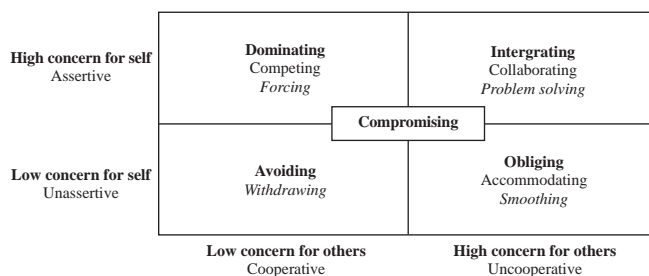 High concern for self
Assertive
Dominating
Competing
Forcing
Intergrating
Collaborating
Problem solving
Compromising
Low concern for self
Unassertive
Avoiding
Withdrawing
Obliging
Accommodating
Smoothing
Low concern for others
Cooperative
High concern for others
Uncooperative